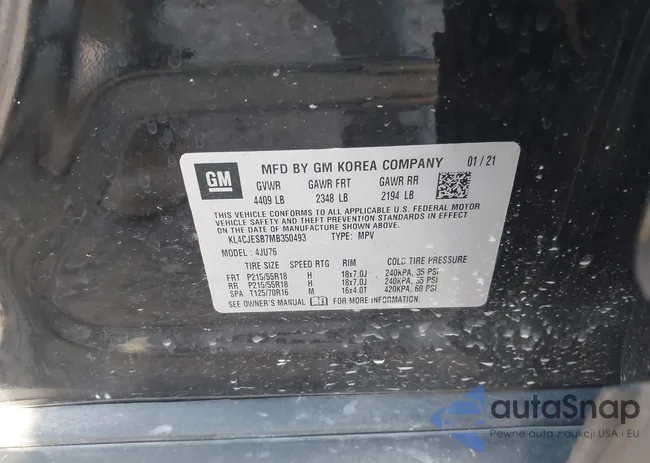 GM
MFD BY GM KOREA COMPANY 01 / 21
GVWR GAWR FRT GAWR RR
4409 LB 2348 LB 2194 LB
THIS VEHICLE CONFORMS TO ALL APPLICABLE U.S. FEDERAL MOTOR
VEHICLE SAFETY AND THEFT PREVENTION STANDARDS IN EFFECT
ON THE DATE OF MANUFACTURE SHOWN ABOVE.
KL4CJESB7MB350493 TYPE: MPV
MODEL: 4JU76
TIRE SIZE SPEED RTG RIM COLD TIRE PRESSURE
FRT P215/55R18 H 18x7.0J 240KPA, 35 PSI
RR P215/55R18 H 18x7.0J 240KPA, 35 PSI
SPA T125/70R16 M 16x4.0T 420KPA, 60 PSI
SEE OWNER'S MANUAL FOR MORE INFORMATION.
autaSnap
Pewne auta z aukcji USA i EU